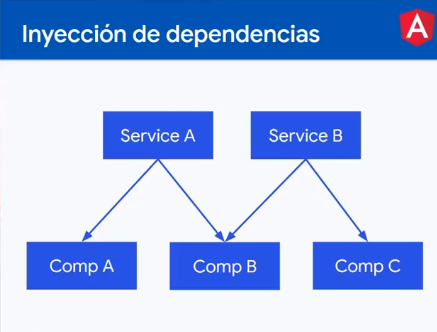 Inyección de dependencias
A
Service A
Service B
Comp A
Comp B
Comp C